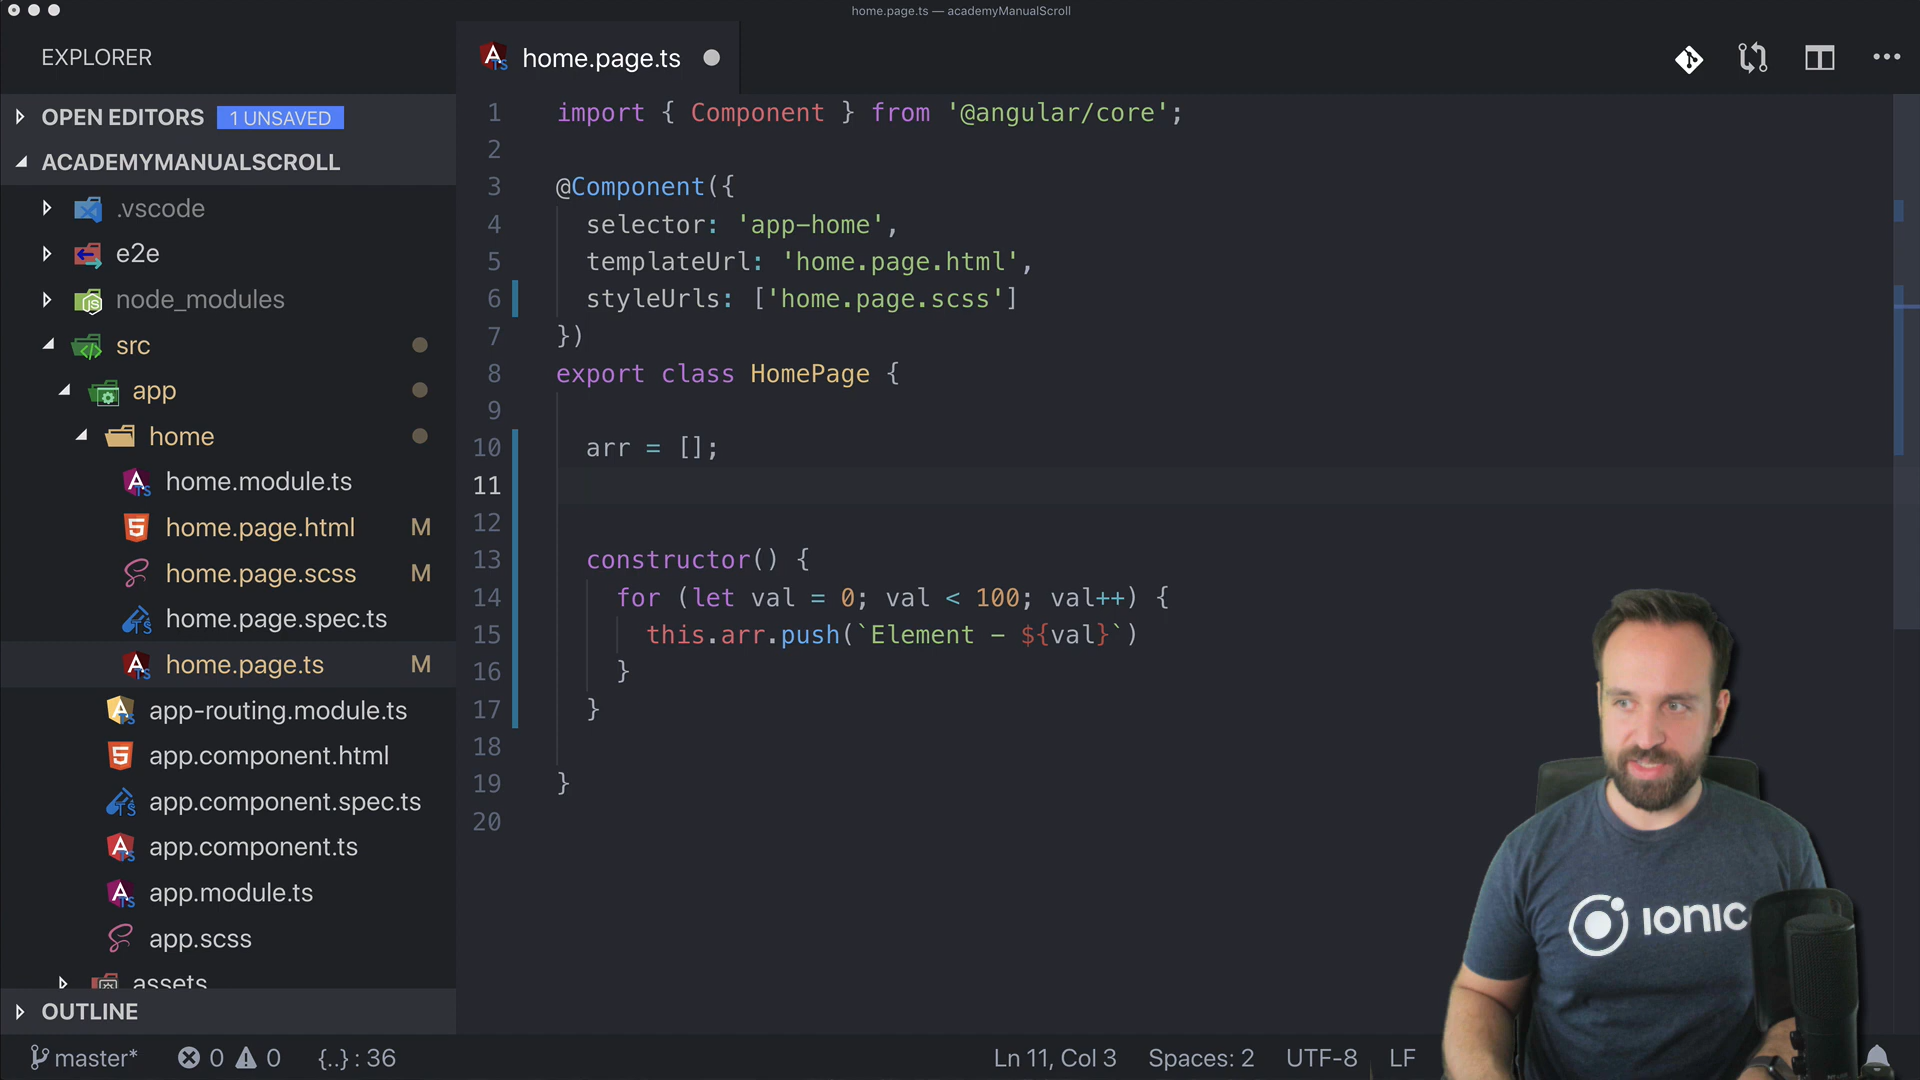 home.page.ts — academyManualScroll
EXPLORER
home.page.ts
OPEN EDITORS 1 UNSAVED
ACADEMYMANUALSCROLL
.vscode
e2e
node_modules
src
app
home
home.module.ts
home.page.html M
home.page.scss M
home.page.spec.ts
home.page.ts M
app-routing.module.ts
app.component.html
app.component.spec.ts
app.component.ts
app.module.ts
app.scss
assets
OUTLINE
1 import { Component } from '@angular/core';
2
3 @Component({
4 selector: 'app-home',
5 templateUrl: 'home.page.html',
6 styleUrls: ['home.page.scss']
7 })
8 export class HomePage {
9
10 arr = [];
11
12
13 constructor() {
14 for (let val = 0; val < 100; val++) {
15 this.arr.push(`Element - ${val}`)
16 }
17 }
18
19 }
20
ionic
master* 0 0 {..} : 36 Ln 11, Col 3 Spaces: 2 UTF-8 LF